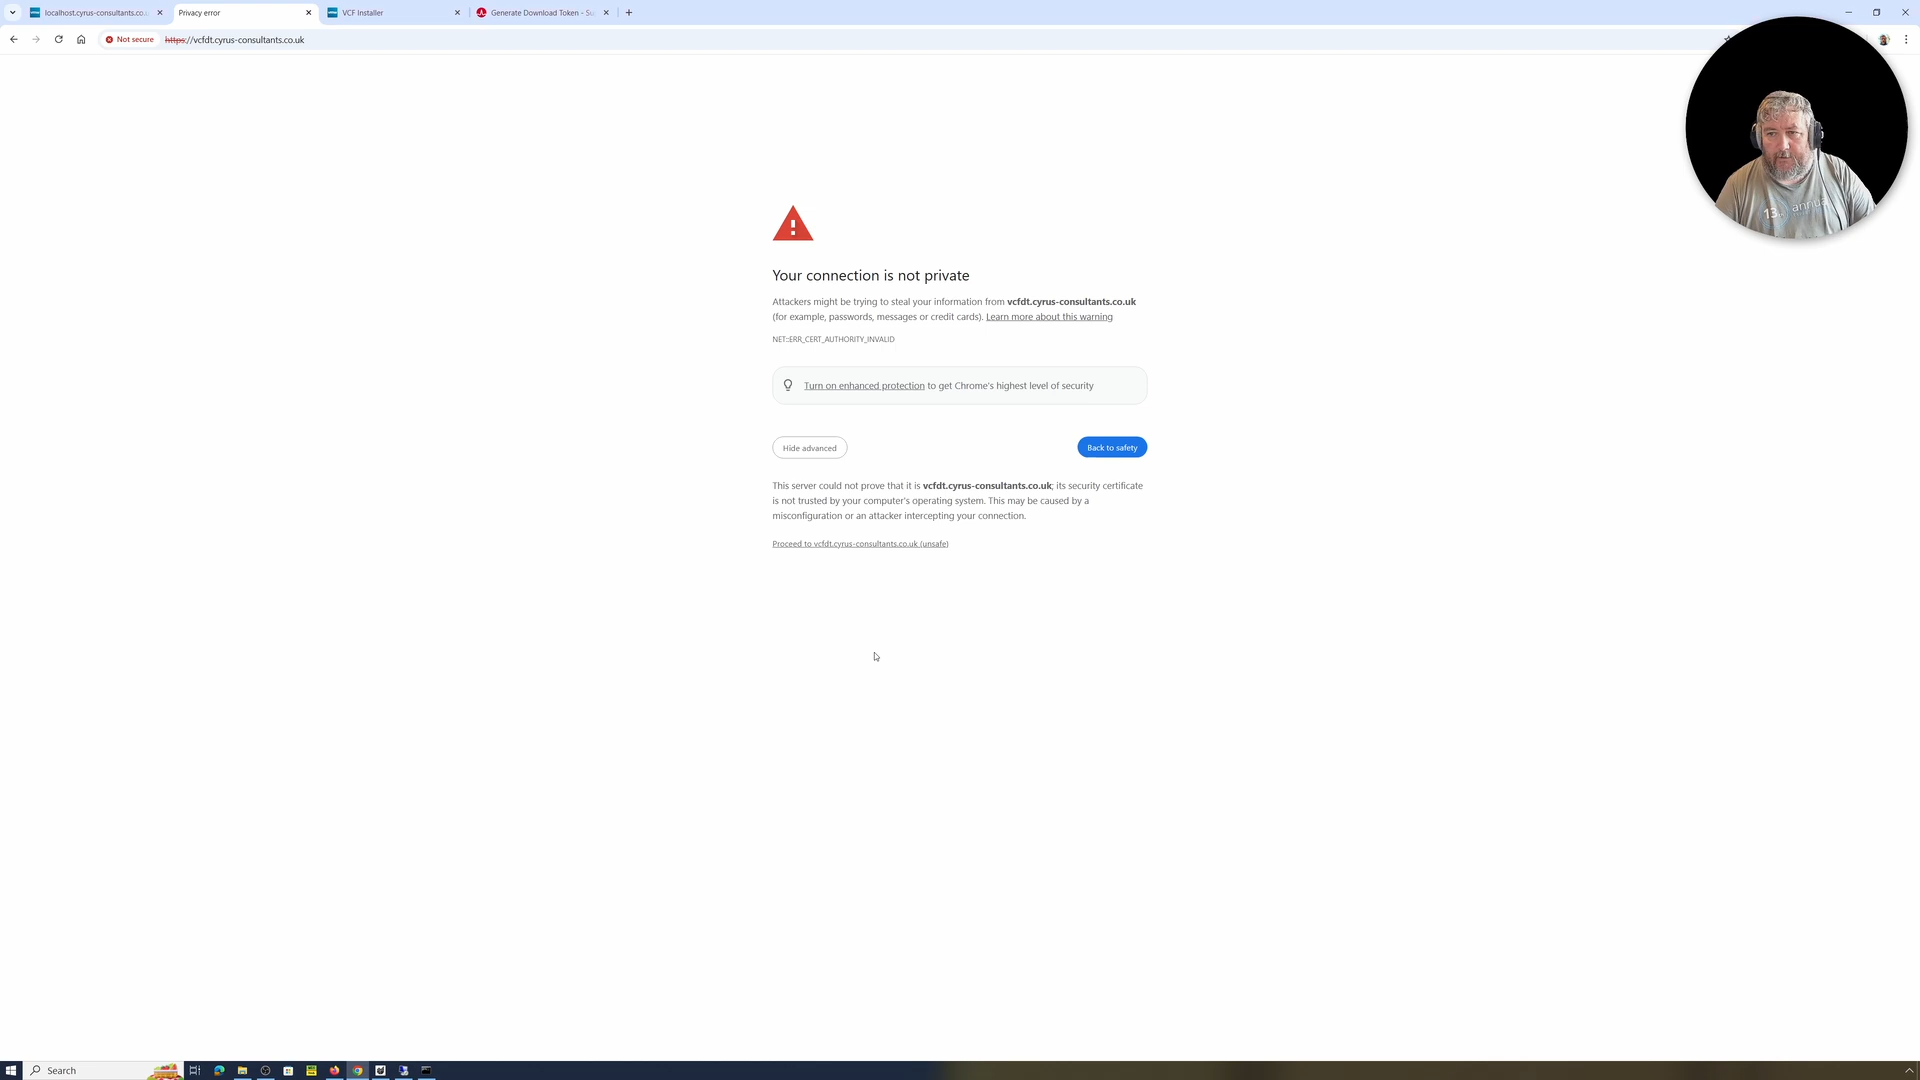 localhost.cyrus-consultants.co.
Privacy error
VCF Installer
Generate Download Token - Su
Not secure
https://vcfdt.cyrus-consultants.co.uk
13 annua
Your connection is not private
Attackers might be trying to steal your information from vcfdt.cyrus-consultants.co.uk
(for example, passwords, messages or credit cards). Learn more about this warning
NET::ERR_CERT_AUTHORITY_INVALID
Turn on enhanced protection to get Chrome's highest level of security
Hide advanced
Back to safety
This server could not prove that it is vcfdt.cyrus-consultants.co.uk; its security certificate
is not trusted by your computer's operating system. This may be caused by a
misconfiguration or an attacker intercepting your connection.
Proceed to vcfdt.cyrus-consultants.co.uk (unsafe)
Search